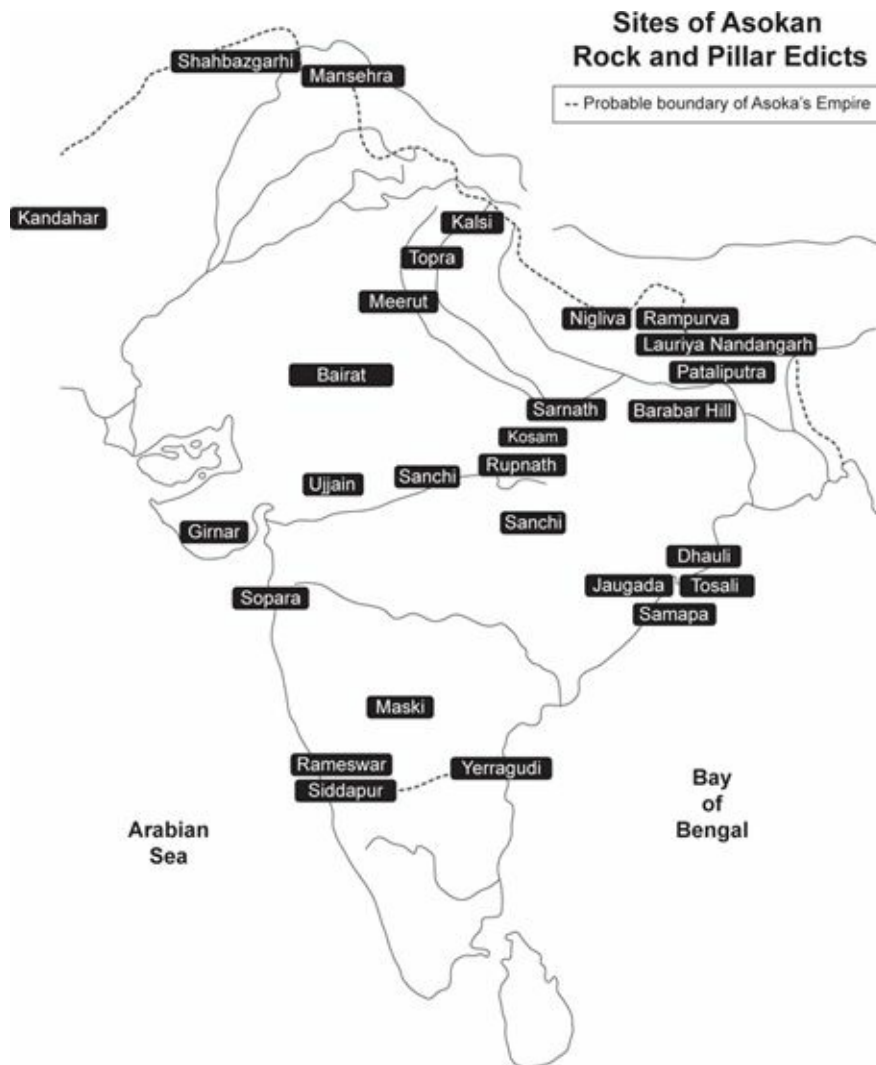 Sites of Asokan
Rock and Pillar Edicts
-- Probable boundary of Asoka's Empire
Shahbazgarhi
Mansehra
Kandahar
Kalsi
Topra
Meerut
Nigliva
Rampurva
Lauriya Nandangarh
Pataliputra
Bairat
Sarnath
Barabar Hill
Kosam
Rupnath
Sanchi
Ujjain
Sanchi
Girnar
Dhauli
Jaugada
Tosali
Sopara
Samapa
Maski
Rameswar
Yerragudi
Siddapur
Bay
of
Bengal
Arabian
Sea